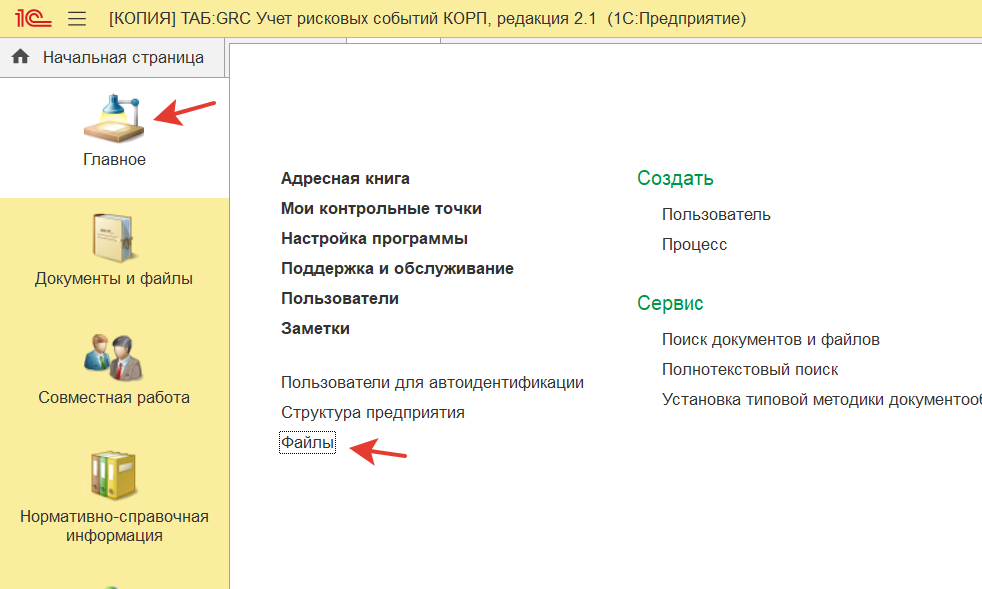 1С [КОПИЯ] ТАБ:GRC Учет рисковых событий КОРП, редакция 2.1 (1С:Предприятие)
Начальная страница
Главное
Документы и файлы
Совместная работа
Нормативно-справочная
информация
Адресная книга
Мои контрольные точки
Настройка программы
Поддержка и обслуживание
Пользователи
Заметки
Пользователи для автоидентификации
Структура предприятия
Файлы
Создать
Пользователь
Процесс
Сервис
Поиск документов и файлов
Полнотекстовый поиск
Установка типовой методики документооб